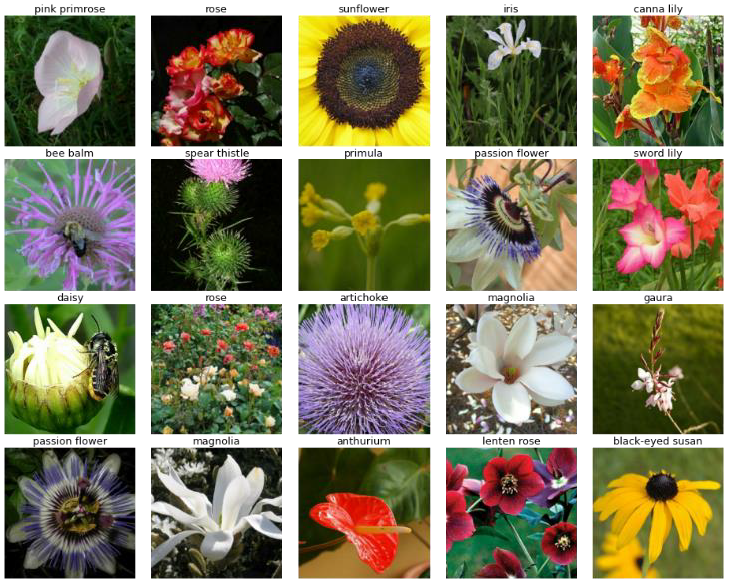 pink primrose
rose
sunflower
iris
canna lily
bee balm
spear thistle
primula
passion flower
sword lily
daisy
rose
artichoke
magnolia
gaura
passion flower
magnolia
anthurium
lenten rose
black-eyed susan